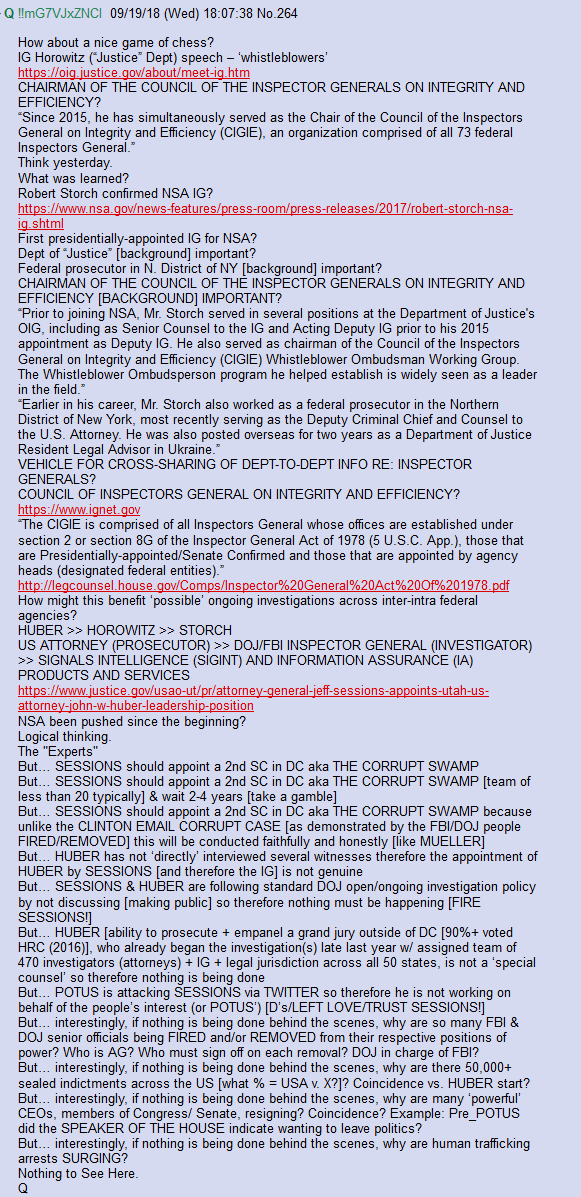 Q !!mG7VJxZNCI 09/19/18 (Wed) 18:07:38 No.264
How about a nice game of chess?
IG Horowitz ("Justice" Dept) speech – 'whistleblowers'
https://oig.justice.gov/about/meet-ig.htm
CHAIRMAN OF THE COUNCIL OF THE INSPECTOR GENERALS ON INTEGRITY AND
EFFICIENCY?
"Since 2015, he has simultaneously served as the Chair of the Council of the Inspectors
General on Integrity and Efficiency (CIGIE), an organization comprised of all 73 federal
Inspectors General."
Think yesterday.
What was learned?
Robert Storch confirmed NSA IG?
https://www.nsa.gov/news-features/press-room/press-releases/2017/robert-storch-nsa-
ig.shtml
First presidentially-appointed IG for NSA?
Dept of "Justice" [background] important?
Federal prosecutor in N. District of NY [background] important?
CHAIRMAN OF THE COUNCIL OF THE INSPECTOR GENERALS ON INTEGRITY AND
EFFICIENCY [BACKGROUND] IMPORTANT?
"Prior to joining NSA, Mr. Storch served in several positions at the Department of Justice's
OIG, including as Senior Counsel to the IG and Acting Deputy IG prior to his 2015
appointment as Deputy IG. He also served as chairman of the Council of the Inspectors
General on Integrity and Efficiency (CIGIE) Whistleblower Ombudsman Working Group.
The Whistleblower Ombudsperson program he helped establish is widely seen as a leader
in the field."
"Earlier in his career, Mr. Storch also worked as a federal prosecutor in the Northern
District of New York, most recently serving as the Deputy Criminal Chief and Counsel to
the U.S. Attorney. He was also posted overseas for two years as a Department of Justice
Resident Legal Advisor in Ukraine."
VEHICLE FOR CROSS-SHARING OF DEPT-TO-DEPT INFO RE: INSPECTOR
GENERALS?
COUNCIL OF INSPECTORS GENERAL ON INTEGRITY AND EFFICIENCY?
https://www.ignet.gov
"The CIGIE is comprised of all Inspectors General whose offices are established under
section 2 or section 8G of the Inspector General Act of 1978 (5 U.S.C. App.), those that
are Presidentially-appointed/Senate Confirmed and those that are appointed by agency
heads (designated federal entities)."
http://legcounsel.house.gov/Comps/Inspector%20General%20Act%20Of%201978.pdf
How might this benefit 'possible' ongoing investigations across inter-intra federal
agencies?
HUBER >> HOROWITZ >> STORCH
US ATTORNEY (PROSECUTOR) >> DOJ/FBI INSPECTOR GENERAL (INVESTIGATOR)
>> SIGNALS INTELLIGENCE (SIGINT) AND INFORMATION ASSURANCE (IA)
PRODUCTS AND SERVICES
https://www.justice.gov/usao-ut/pr/attorney-general-jeff-sessions-appoints-utah-us-
attorney-john-w-huber-leadership-position
NSA been pushed since the beginning?
Logical thinking.
The "Experts"
But… SESSIONS should appoint a 2nd SC in DC aka THE CORRUPT SWAMP
But… SESSIONS should appoint a 2nd SC in DC aka THE CORRUPT SWAMP [team of
less than 20 typically] & wait 2-4 years [take a gamble]
But… SESSIONS should appoint a 2nd SC in DC aka THE CORRUPT SWAMP because
unlike the CLINTON EMAIL CORRUPT CASE [as demonstrated by the FBI/DOJ people
FIRED/REMOVED] this will be conducted faithfully and honestly [like MUELLER]
But… HUBER has not 'directly' interviewed several witnesses therefore the appointment of
HUBER by SESSIONS [and therefore the IG] is not genuine
But… SESSIONS & HUBER are following standard DOJ open/ongoing investigation policy
by not discussing [making public] so therefore nothing must be happening [FIRE
SESSIONS!]
But… HUBER [ability to prosecute + empanel a grand jury outside of DC [90%+ voted
HRC (2016)], who already began the investigation(s) late last year w/ assigned team of
470 investigators (attorneys) + IG + legal jurisdiction across all 50 states, is not a 'special
counsel' so therefore nothing is being done
But… POTUS is attacking SESSIONS via TWITTER so therefore he is not working on
behalf of the people's interest (or POTUS') [D's/LEFT LOVE/TRUST SESSIONS!]
But… interestingly, if nothing is being done behind the scenes, why are so many FBI &
DOJ senior officials being FIRED and/or REMOVED from their respective positions of
power? Who is AG? Who must sign off on each removal? DOJ in charge of FBI?
But… interestingly, if nothing is being done behind the scenes, why are there 50,000+
sealed indictments across the US [what % = USA v. X?]? Coincidence vs. HUBER start?
But… interestingly, if nothing is being done behind the scenes, why are many 'powerful'
CEOs, members of Congress/ Senate, resigning? Coincidence? Example: Pre_POTUS
did the SPEAKER OF THE HOUSE indicate wanting to leave politics?
But… interestingly, if nothing is being done behind the scenes, why are human trafficking
arrests SURGING?
Nothing to See Here.
Q